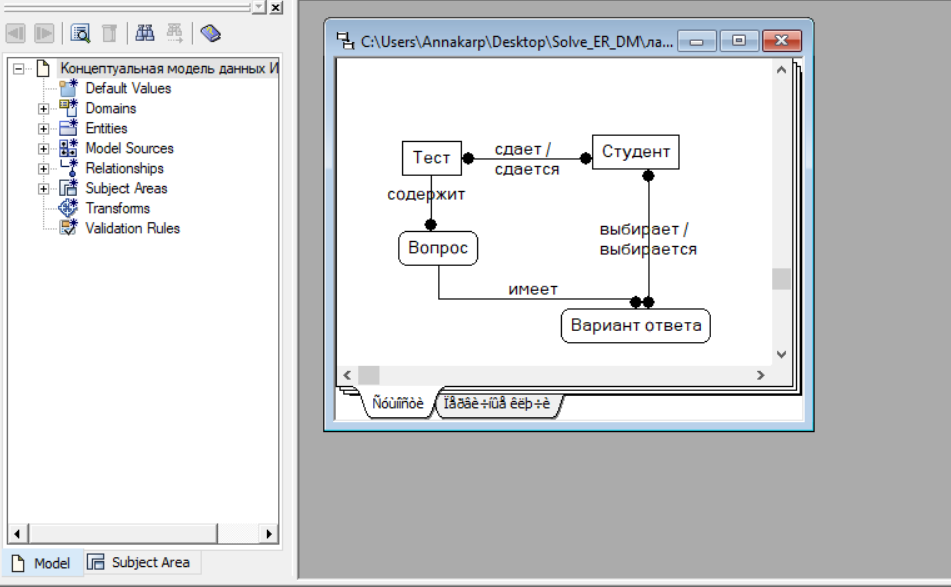 Концептуальная модель данных И
Default Values
Domains
Entities
Model Sources
Relationships
Subject Areas
Transforms
Validation Rules
Model
Subject Area
C:\Users\Annakarp\Desktop\Solve_ER_DM\ла...
Тест
сдает /
сдается
Студент
содержит
выбирает /
выбирается
Вопрос
имеет
Вариант ответа
Ñóùíîñòè
Ïåðâè÷íûå êëþ÷è